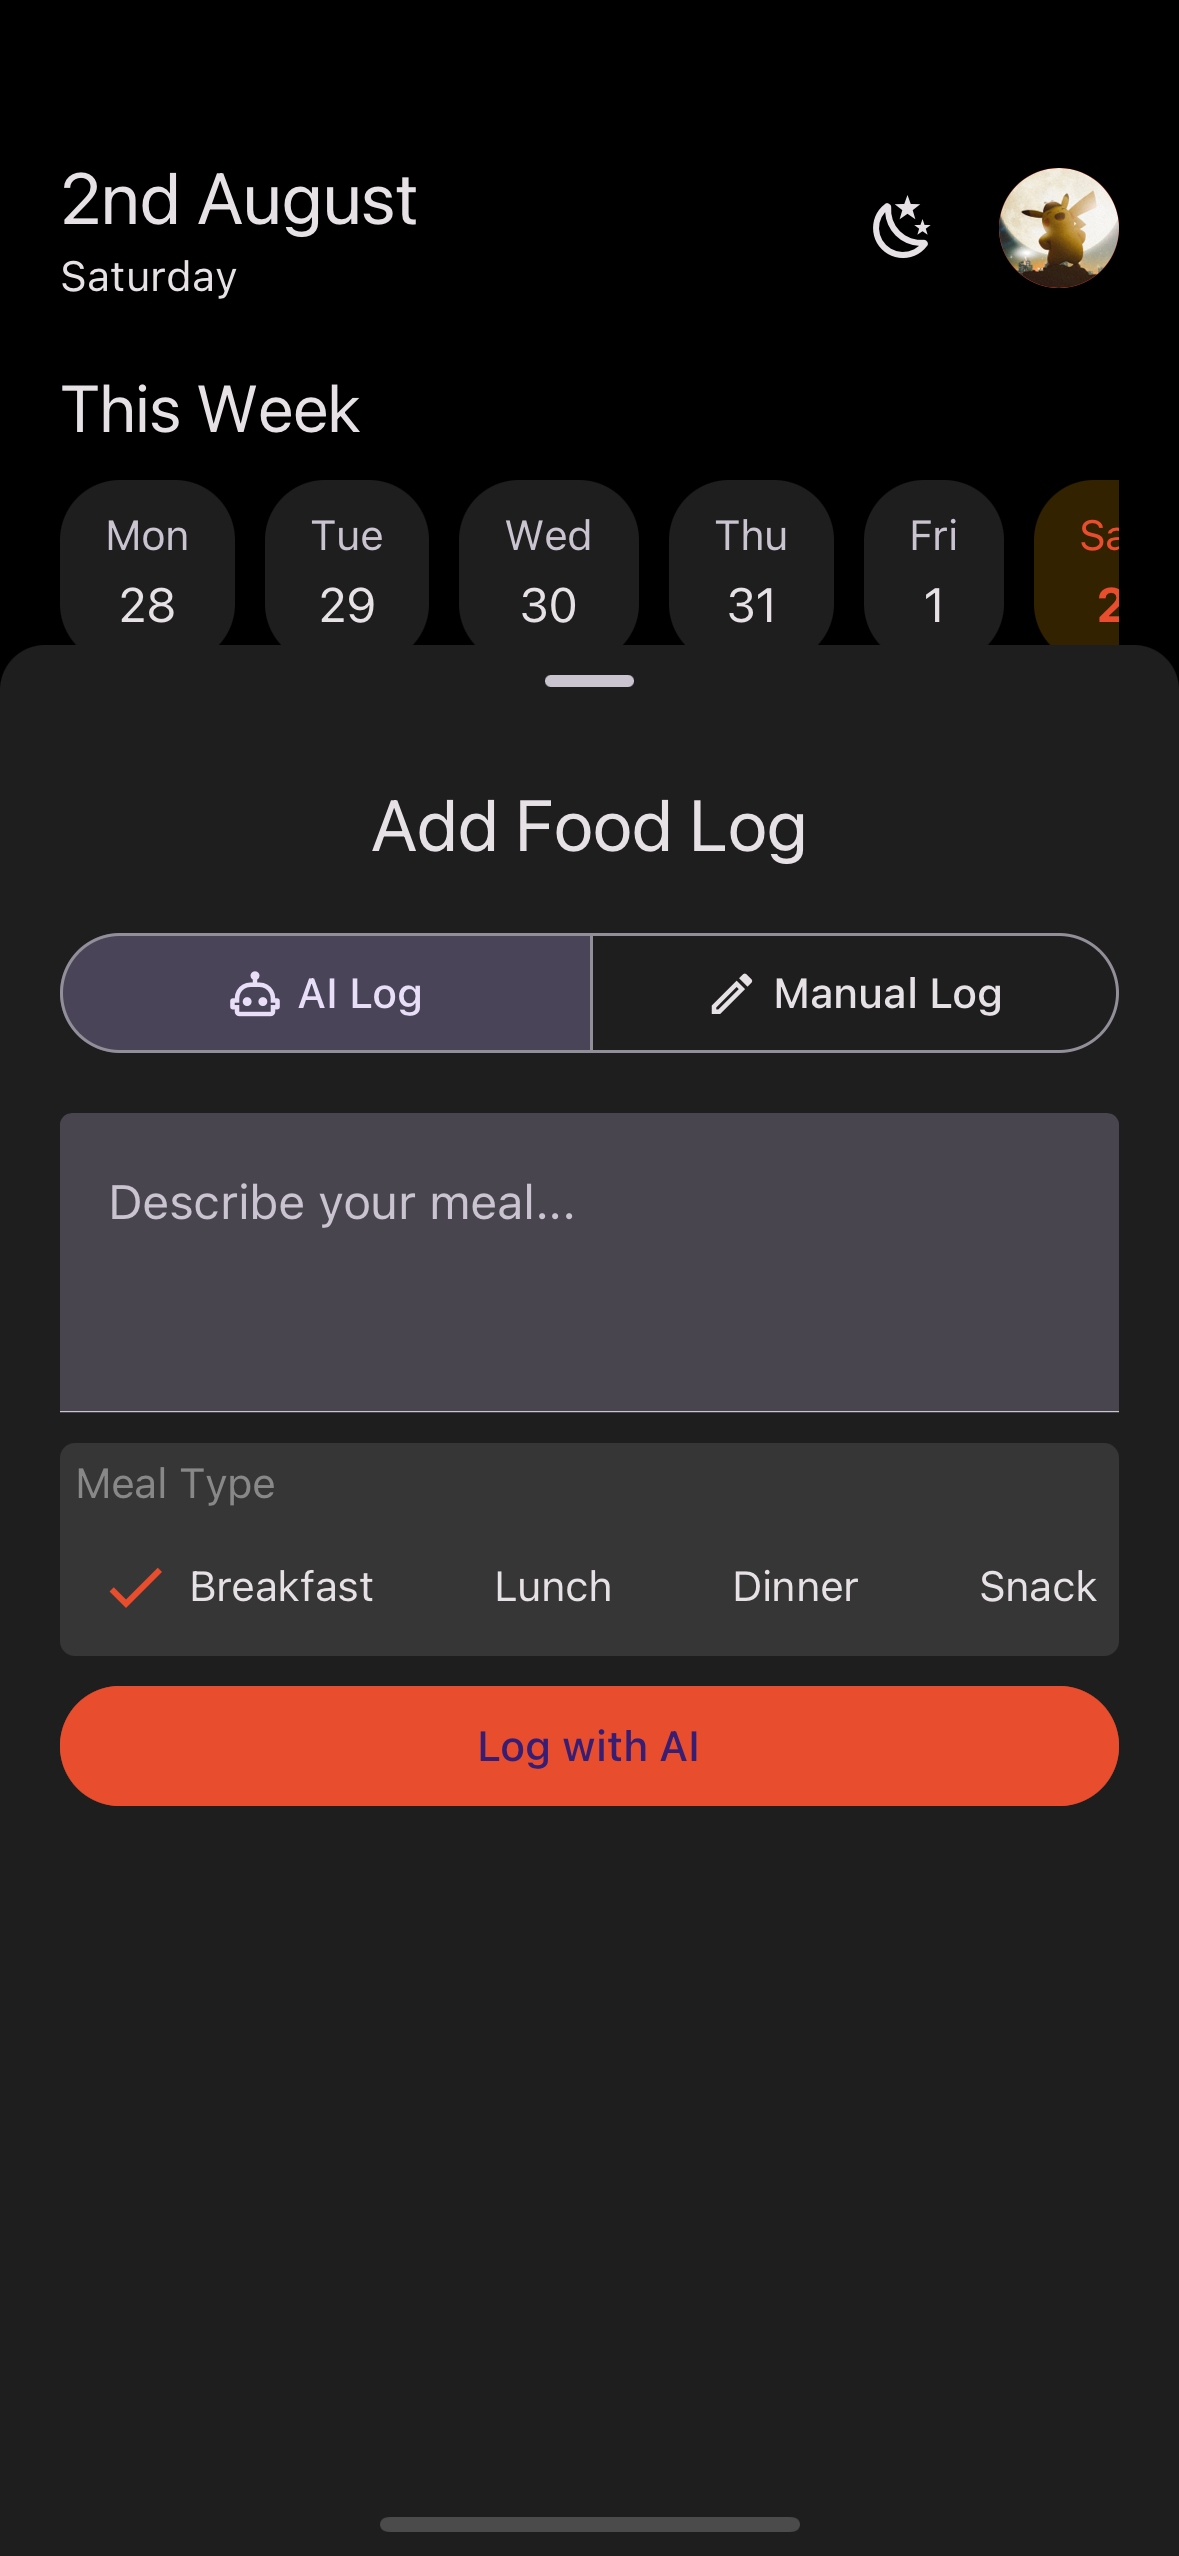 2nd August
Saturday
This Week
Mon Tue Wed Thu Fri Sa
28 29 30 31 1 2
Add Food Log
AI Log Manual Log
Describe your meal...
Meal Type
Breakfast Lunch Dinner Snack
Log with AI